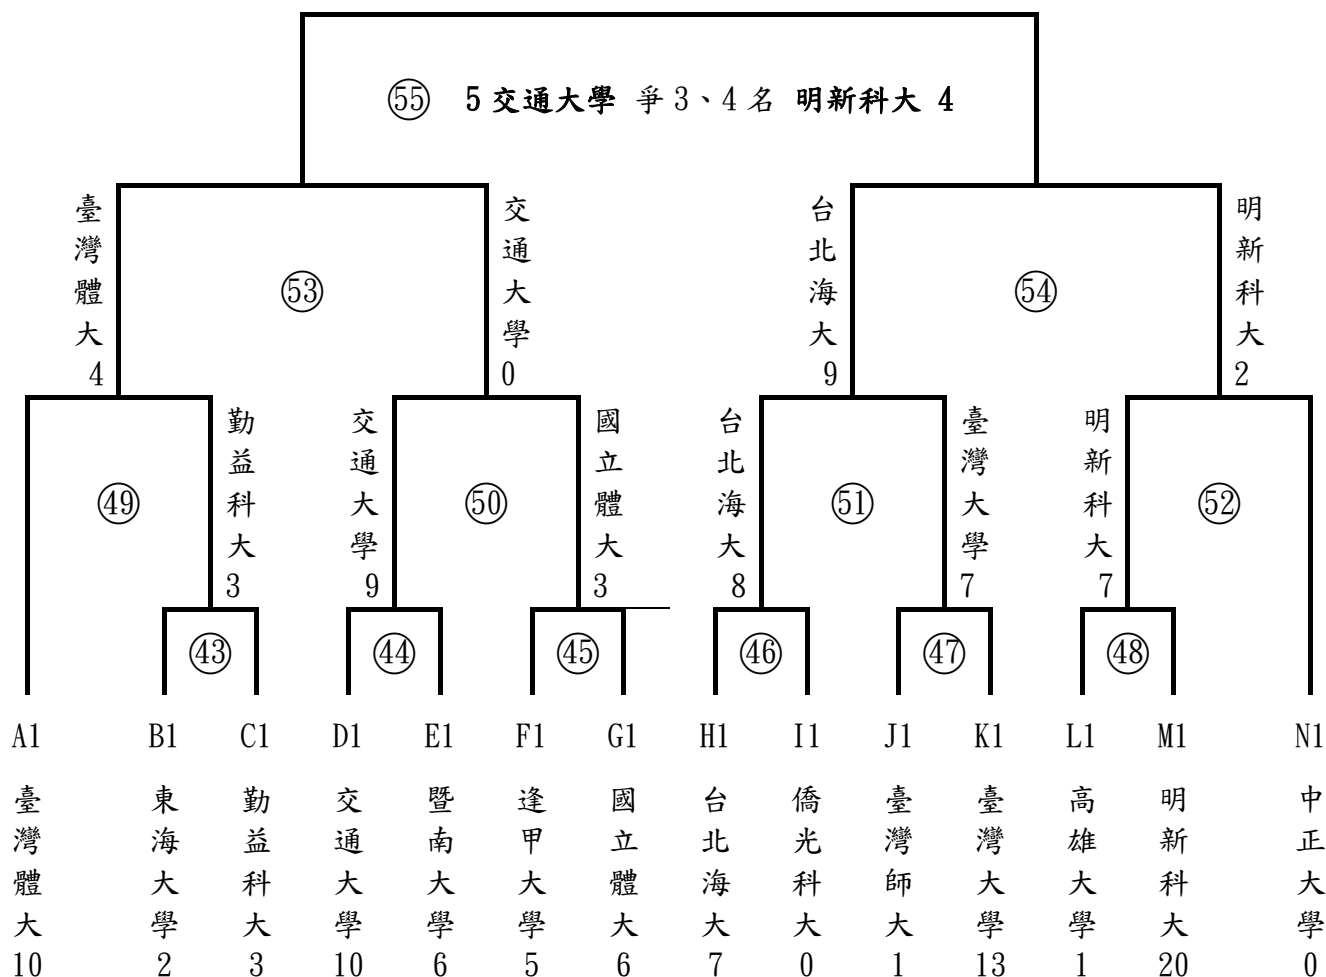 ㊺ 5 交通大學 爭 3、4 名 明新科大 4
臺灣體大 4
交通大學 0
台北海大 9
明新科大 2
53
54
勤益科大 3
交通大學 9
國立體大 3
台北海大 8
臺灣大學 7
明新科大 7
49
50
51
52
43
44
45
46
47
48
A1 B1 C1 D1 E1 F1 G1 H1 I1 J1 K1 L1 M1 N1
臺灣體大 10
東海大學 2
勤益科大 3
交通大學 10
暨南大學 6
逢甲大學 5
國立體大 6
台北海大 7
僑光科大 0
臺灣師大 1
臺灣大學 13
高雄大學 1
明新科大 20
中正大學 0